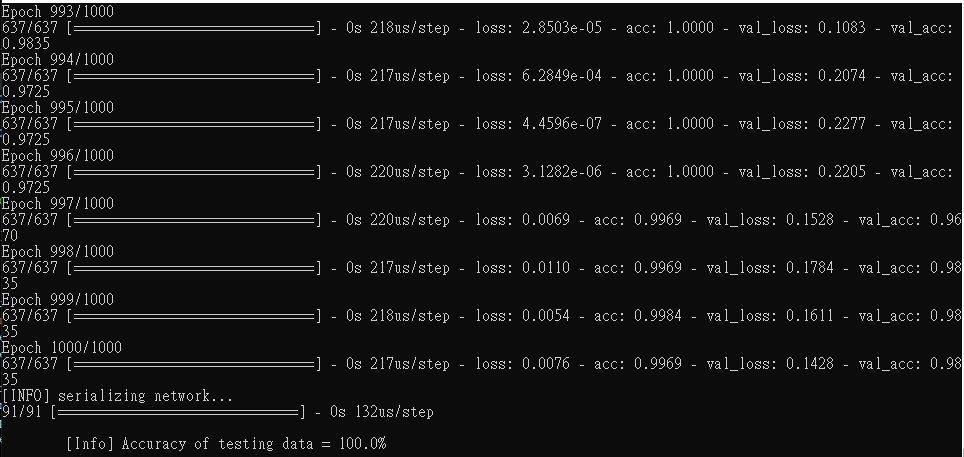 Epoch 993/1000
637/637 [==============================] - 0s 218us/step - loss: 2.8503e-05 - acc: 1.0000 - val_loss: 0.1083 - val_acc:
0.9835
Epoch 994/1000
637/637 [==============================] - 0s 217us/step - loss: 6.2849e-04 - acc: 1.0000 - val_loss: 0.2074 - val_acc:
0.9725
Epoch 995/1000
637/637 [==============================] - 0s 217us/step - loss: 4.4596e-07 - acc: 1.0000 - val_loss: 0.2277 - val_acc:
0.9725
Epoch 996/1000
637/637 [==============================] - 0s 220us/step - loss: 3.1282e-06 - acc: 1.0000 - val_loss: 0.2205 - val_acc:
0.9725
Epoch 997/1000
637/637 [==============================] - 0s 220us/step - loss: 0.0069 - acc: 0.9969 - val_loss: 0.1528 - val_acc: 0.96
70
Epoch 998/1000
637/637 [==============================] - 0s 217us/step - loss: 0.0110 - acc: 0.9969 - val_loss: 0.1784 - val_acc: 0.98
35
Epoch 999/1000
637/637 [==============================] - 0s 218us/step - loss: 0.0054 - acc: 0.9984 - val_loss: 0.1611 - val_acc: 0.98
35
Epoch 1000/1000
637/637 [==============================] - 0s 217us/step - loss: 0.0076 - acc: 0.9969 - val_loss: 0.1428 - val_acc: 0.98
35
[INFO] serializing network...
91/91 [==============================] - 0s 132us/step
[Info] Accuracy of testing data = 100.0%